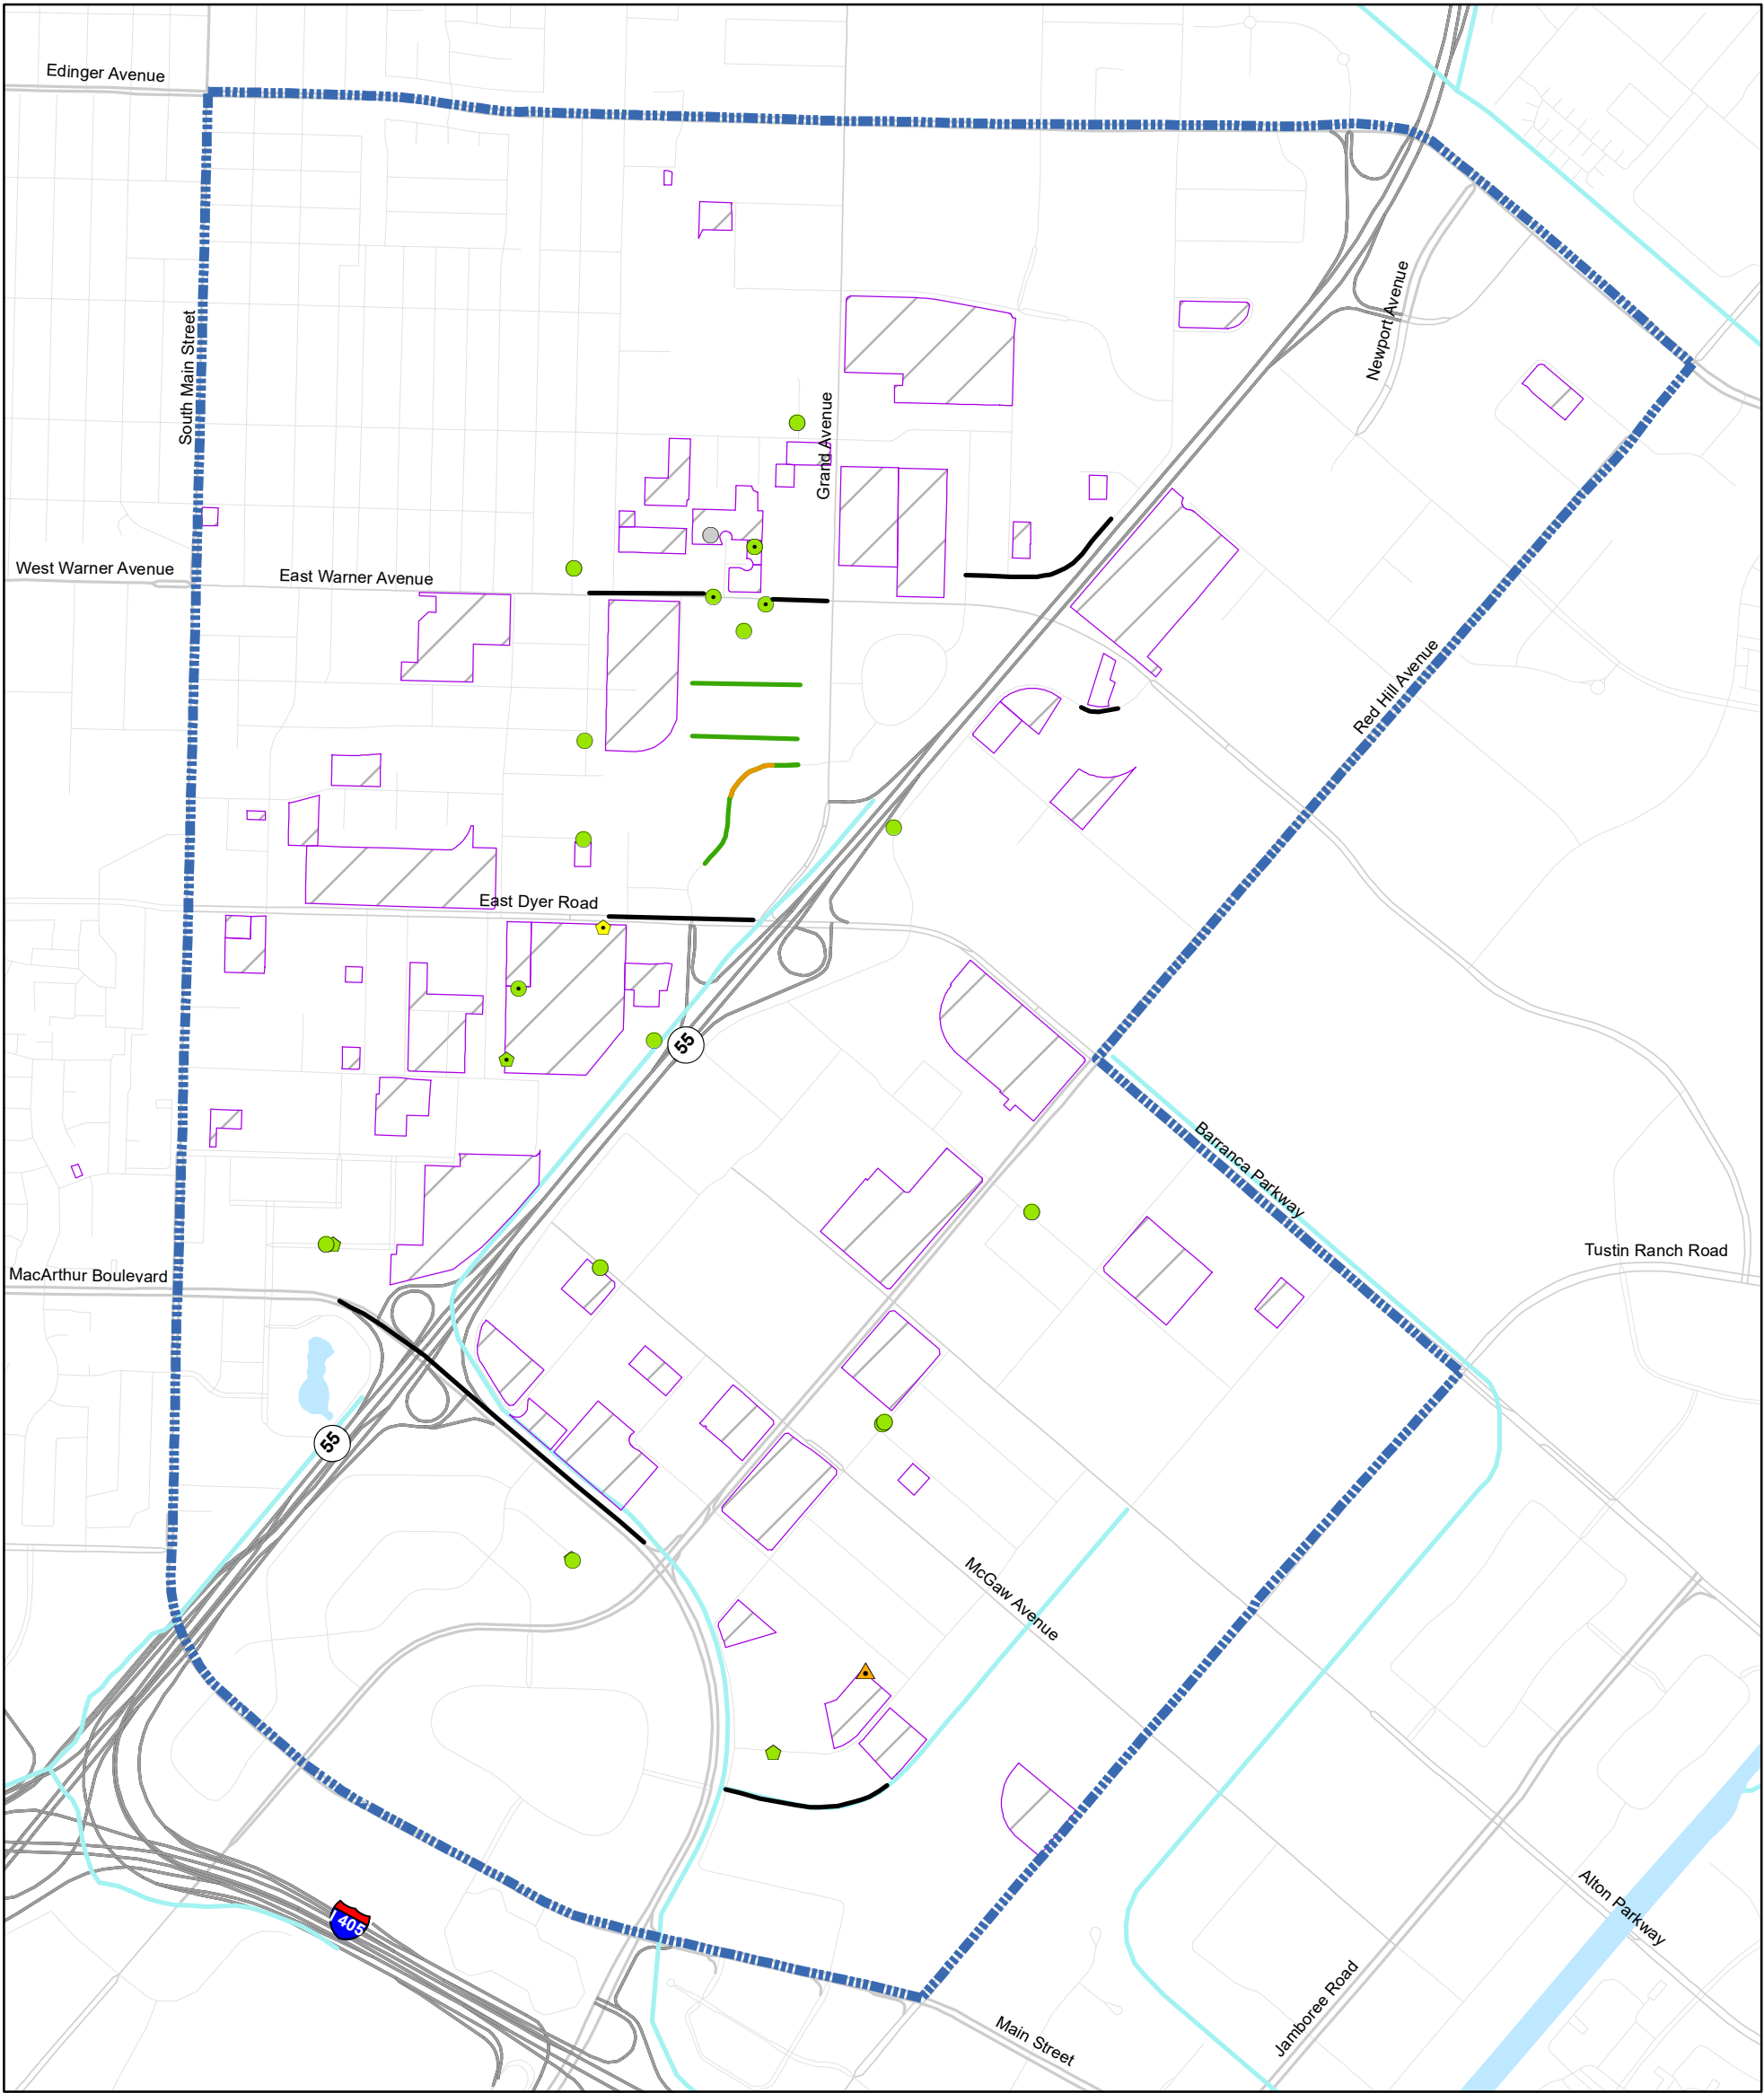 Edinger Avenue
Newport Avenue
South Main Street
Grand Avenue
West Warner Avenue
East Warner Avenue
Red Hill Avenue
East Dyer Road
55
Barranca Parkway
Tustin Ranch Road
MacArthur Boulevard
55
McGaw Avenue
Alton Parkway
I 405
Jamboree Road
Main Street